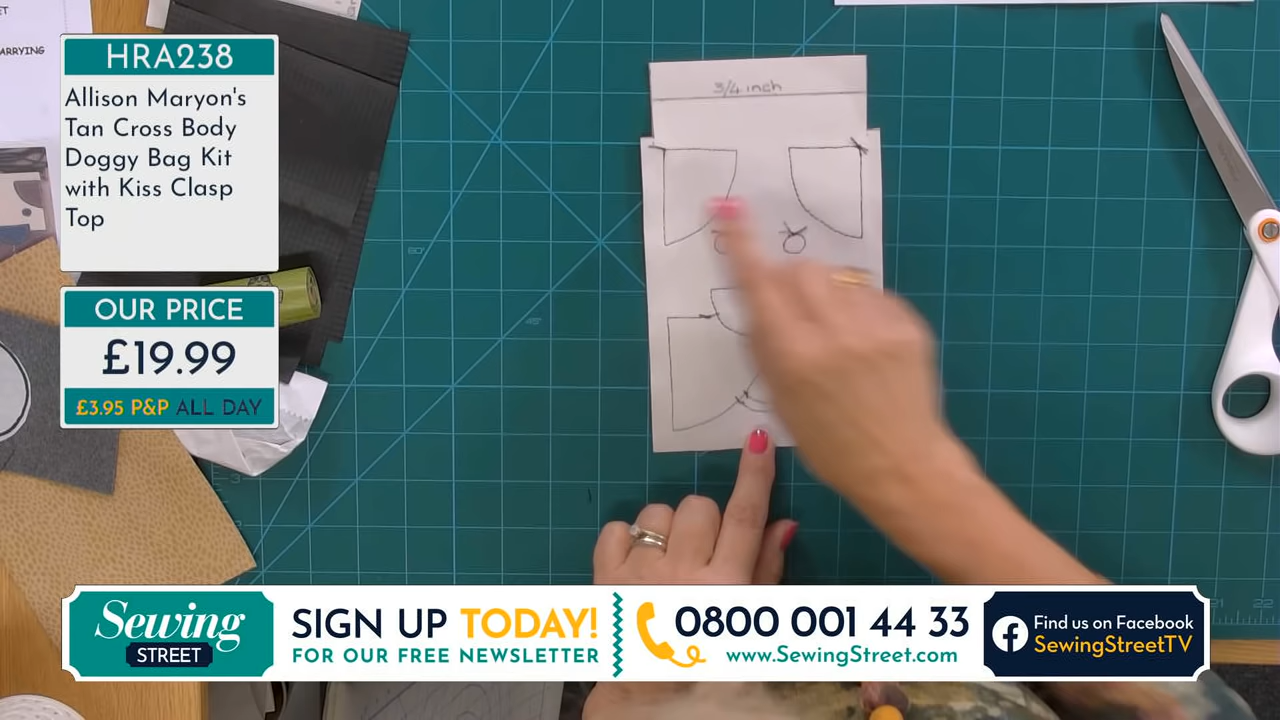 ET
ARRYING
HRA238
Allison Maryon's
Tan Cross Body
Doggy Bag Kit
with Kiss Clasp
Top
OUR PRICE
£19.99
£3.95 P&P ALL DAY
3/4 inch
Sewing
STREET
SIGN UP TODAY!
FOR OUR FREE NEWSLETTER
0800 001 44 33
www.SewingStreet.com
Find us on Facebook
SewingStreetTV